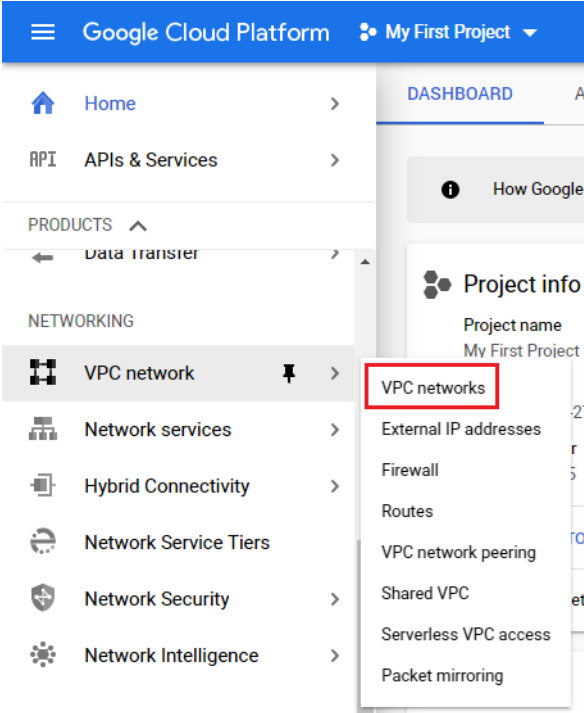 Google Cloud Platform
My First Project
Home
API
APIs & Services
PRODUCTS
Data Transfer
NETWORKING
VPC network
Network services
Hybrid Connectivity
Network Service Tiers
Network Security
Network Intelligence
DASHBOARD
A
How Google
Project info
Project name
My First Project
VPC networks
External IP addresses
Firewall
Routes
VPC network peering
Shared VPC
Serverless VPC access
Packet mirroring